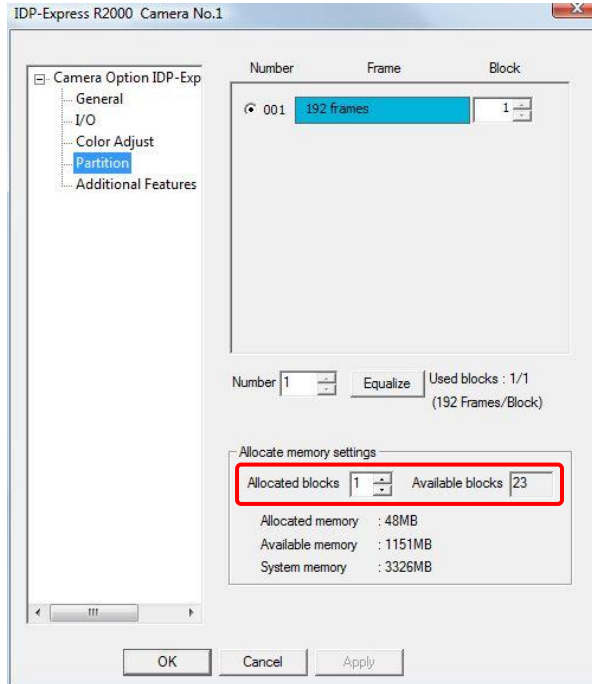 IDP-Express R2000 Camera No.1
Camera Option IDP-Exp
General
I/O
Color Adjust
Partition
Additional Features
Number Frame Block
001 192 frames 1
Number 1 Equalize Used blocks : 1/1
(192 Frames/Block)
Allocate memory settings
Allocated blocks 1 Available blocks 23
Allocated memory : 48MB
Available memory : 1151MB
System memory : 3326MB
OK Cancel Apply